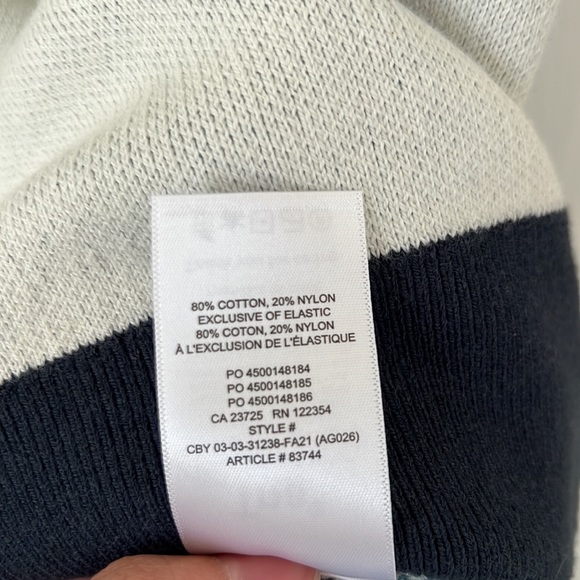 80% COTTON, 20% NYLON
EXCLUSIVE OF ELASTIC
80% COTON, 20% NYLON
À L'EXCLUSION DE L'ÉLASTIQUE
PO 4500148184
PO 4500148185
PO 4500148186
CA 23725 RN 122354
STYLE #
CBY 03-03-31238-FA21 (AG026)
ARTICLE # 83744